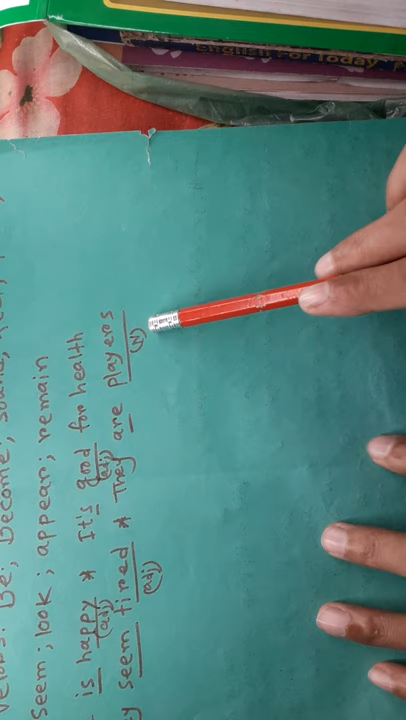 English For Today
Be; Become; Sound;
seem; look; appear; remain
is happy * It's good for health
(adj) (adj)
seem tired * They are players
(adj) (N)